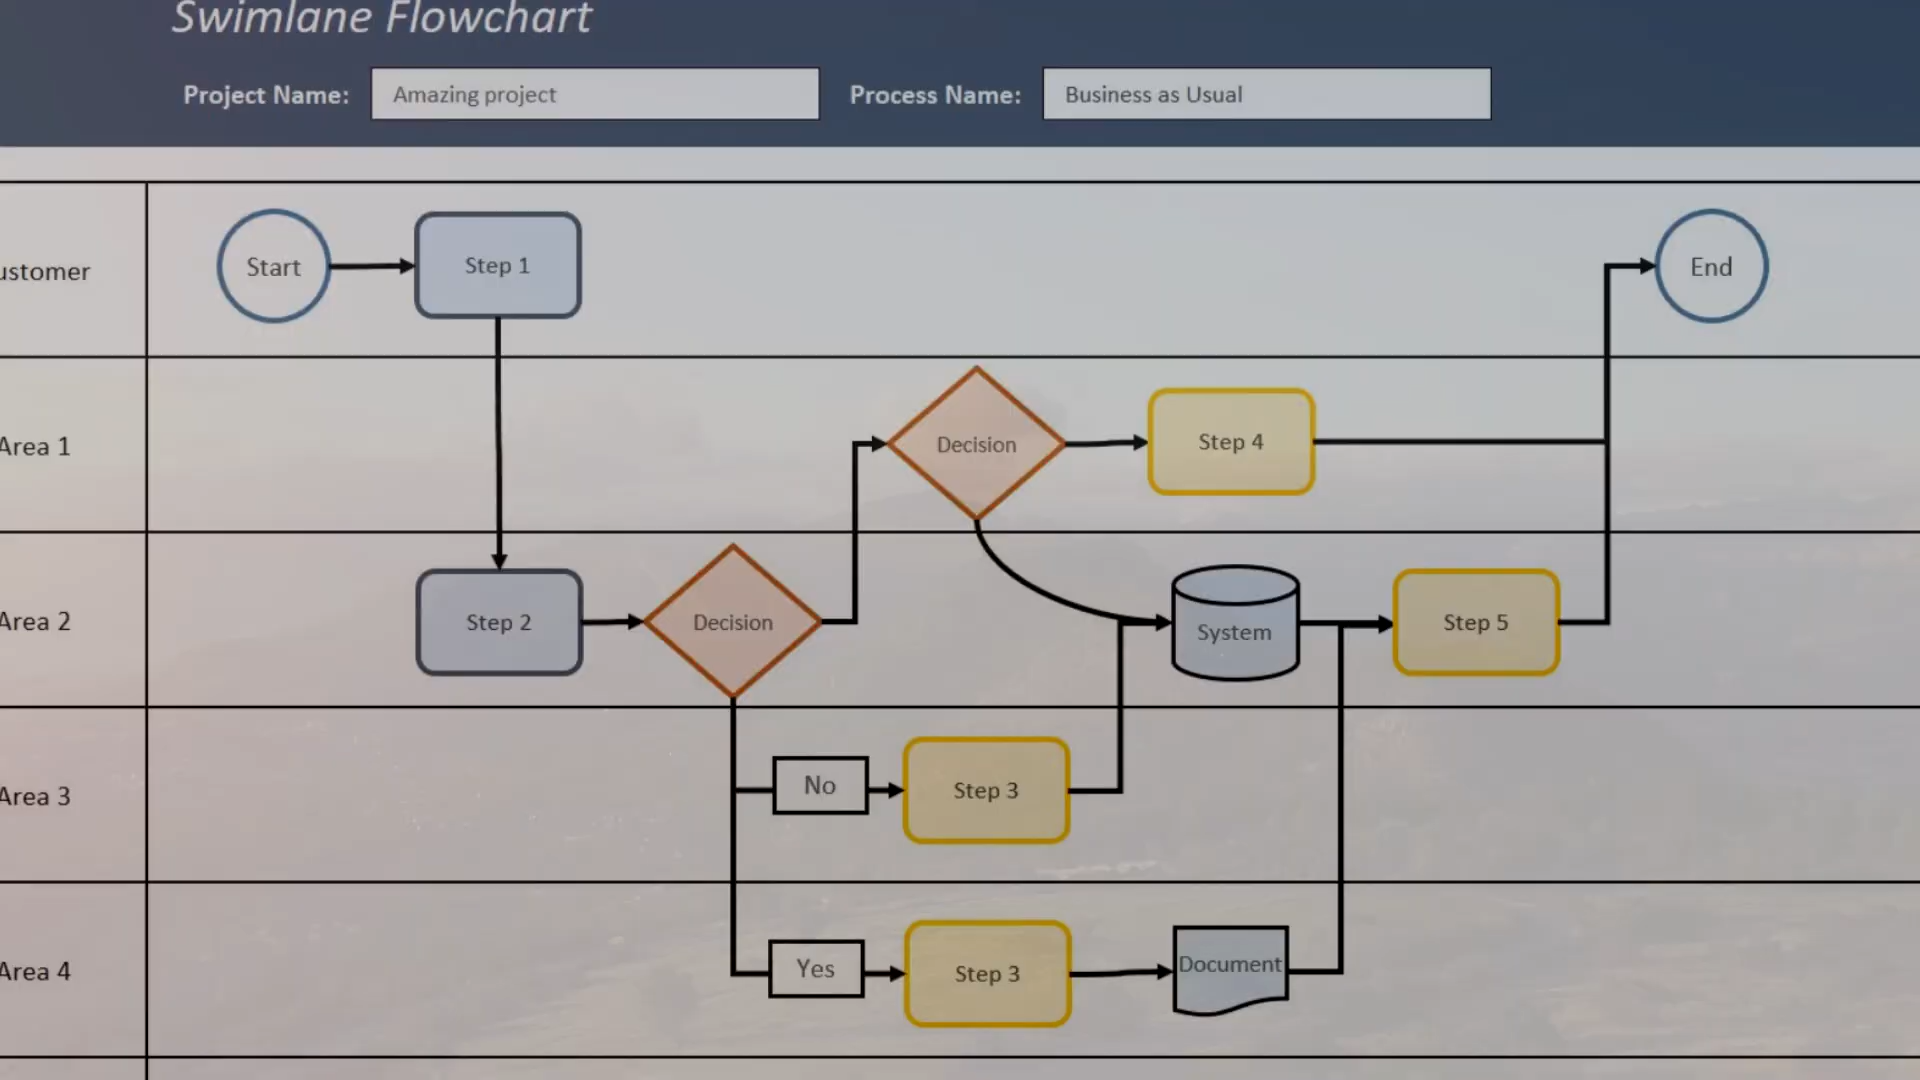 Swimlane Flowchart
Project Name: Amazing project Process Name: Business as Usual
ustomer Start Step 1 End
Area 1 Decision Step 4
Area 2 Step 2 Decision System Step 5
Area 3 No Step 3
Area 4 Yes Step 3 Document